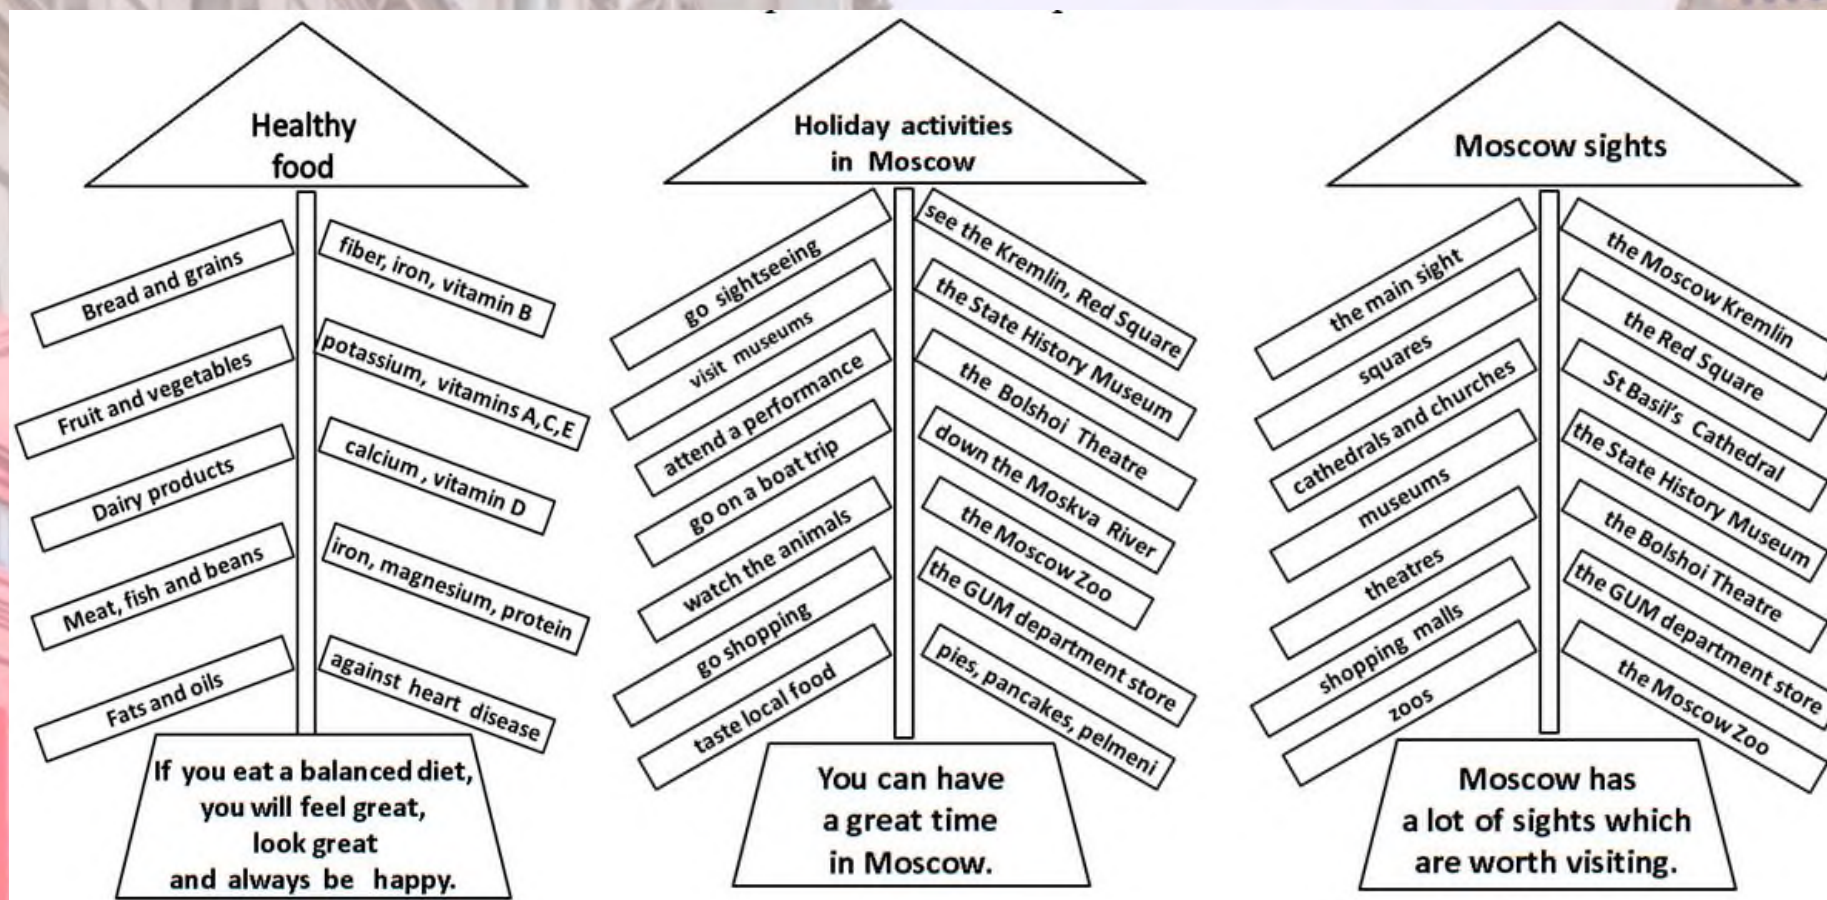 Healthy
food
Bread and grains
fiber, iron, vitamin B
Fruit and vegetables
potassium, vitamins A,C,E
Dairy products
calcium , vitamin D
Meat, fish and beans
iron, magnesium, protein
Fats and oils
against heart disease
If you eat a balanced diet,
you will feel great,
look great
and always be happy.
Holiday activities
in Moscow
go sightseeing
see the Kremlin, Red Square
visit museums
the State History Museum
attend a performance
the Bolshoi Theatre
go on a boat trip
down the Moskva River
watch the animals
the Moscow Zoo
go shopping
the GUM department store
taste local food
pies, pancakes, pelmeni
You can have
a great time
in Moscow.
Moscow sights
the main sight
the Moscow Kremlin
squares
the Red Square
cathedrals and churches
St Basil's Cathedral
museums
the State History Museum
theatres
the Bolshoi Theatre
shopping malls
the GUM department store
zoos
the Moscow Zoo
Moscow has
a lot of sights which
are worth visiting.